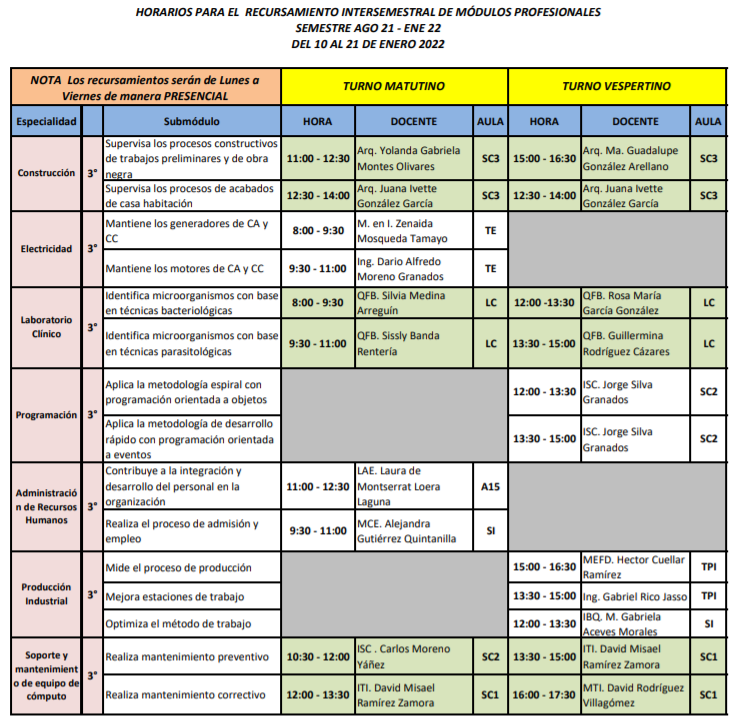 HORARIOS PARA EL RECURSAMIENTO INTERSEMESTRAL DE MÓDULOS PROFESIONALES
SEMESTRE AGO 21 - ENE 22
DEL 10 AL 21 DE ENERO 2022
NOTA Los recursamientos serán de Lunes a
Viernes de manera PRESENCIAL
TURNO MATUTINO
TURNO VESPERTINO
Especialidad
Submódulo
HORA
DOCENTE
AULA
HORA
DOCENTE
AULA
Construcción
3°
Supervisa los procesos constructivos
de trabajos preliminares y de obra
negra
11:00 - 12:30
Arq. Yolanda Gabriela
Montes Olivares
SC3
15:00 - 16:30
Arq. Ma. Guadalupe
González Arellano
SC3
Supervisa los procesos de acabados
de casa habitación
12:30 - 14:00
Arq. Juana Ivette
González García
SC3
12:30 - 14:00
Arq. Juana Ivette
González García
SC3
Electricidad
3°
Mantiene los generadores de CA y
CC
8:00 - 9:30
M. en I. Zenaida
Mosqueda Tamayo
TE
Mantiene los motores de CA y CC
9:30 - 11:00
Ing. Dario Alfredo
Moreno Granados
TE
Laboratorio
Clínico
3°
Identifica microorganismos con base
en técnicas bacteriológicas
8:00 - 9:30
QFB. Silvia Medina
Arreguín
LC
12:00 -13:30
QFB. Rosa María
García González
LC
Identifica microorganismos con base
en técnicas parasitológicas
9:30 - 11:00
QFB. Sissly Banda
Rentería
LC
13:30 - 15:00
QFB. Guillermina
Rodríguez Cázares
LC
Programación
3°
Aplica la metodología espiral con
programación orientada a objetos
12:00 - 13:30
ISC. Jorge Silva
Granados
SC2
Aplica la metodología de desarrollo
rápido con programación orientada
a eventos
13:30 - 15:00
ISC. Jorge Silva
Granados
SC2
Administració
n de Recursos
Humanos
3°
Contribuye a la integración y
desarrollo del personal en la
organización
11:00 - 12:30
LAE. Laura de
Montserrat Loera
Laguna
A15
Realiza el proceso de admisión y
empleo
9:30 - 11:00
MCE. Alejandra
Gutiérrez Quintanilla
SI
Producción
Industrial
3°
Mide el proceso de producción
15:00 - 16:30
MEFD. Hector Cuellar
Ramírez
TPI
Mejora estaciones de trabajo
13:30 - 15:00
Ing. Gabriel Rico Jasso
TPI
Optimiza el método de trabajo
12:00 - 13:30
IBQ. M. Gabriela
Aceves Morales
SI
Soporte y
mantenimient
o de equipo de
cómputo
3°
Realiza mantenimiento preventivo
10:30 - 12:00
ISC . Carlos Moreno
Yáñez
SC2
13:30 - 15:00
ITI. David Misael
Ramírez Zamora
SC1
Realiza mantenimiento correctivo
12:00 - 13:30
ITI. David Misael
Ramírez Zamora
SC1
16:00 - 17:30
MTI. David Rodríguez
Villagómez
SC1